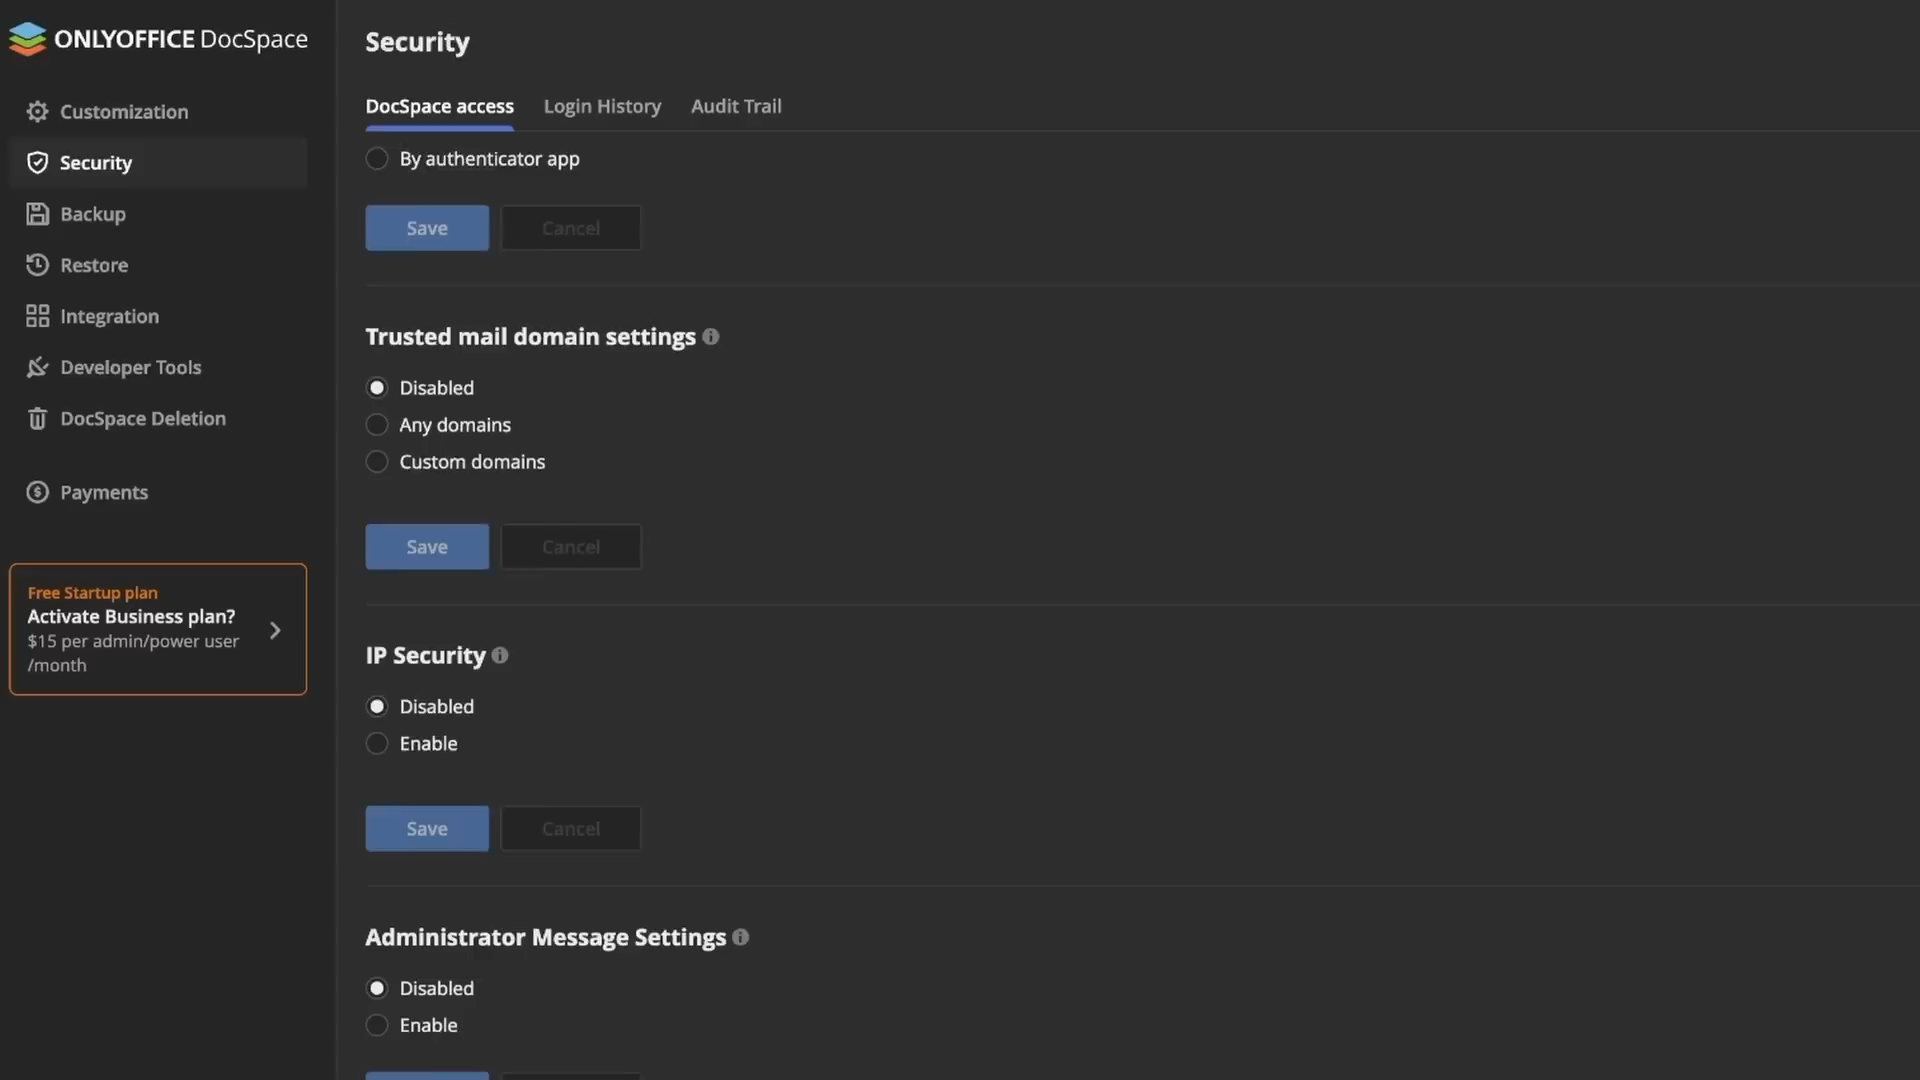 ONLYOFFICE DocSpace
Customization
Security
Backup
Restore
Integration
Developer Tools
DocSpace Deletion
Payments
Free Startup plan
Activate Business plan?
$15 per admin/power user
/month
Security
DocSpace access Login History Audit Trail
By authenticator app
Save Cancel
Trusted mail domain settings
Disabled
Any domains
Custom domains
Save Cancel
IP Security
Disabled
Enable
Save Cancel
Administrator Message Settings
Disabled
Enable